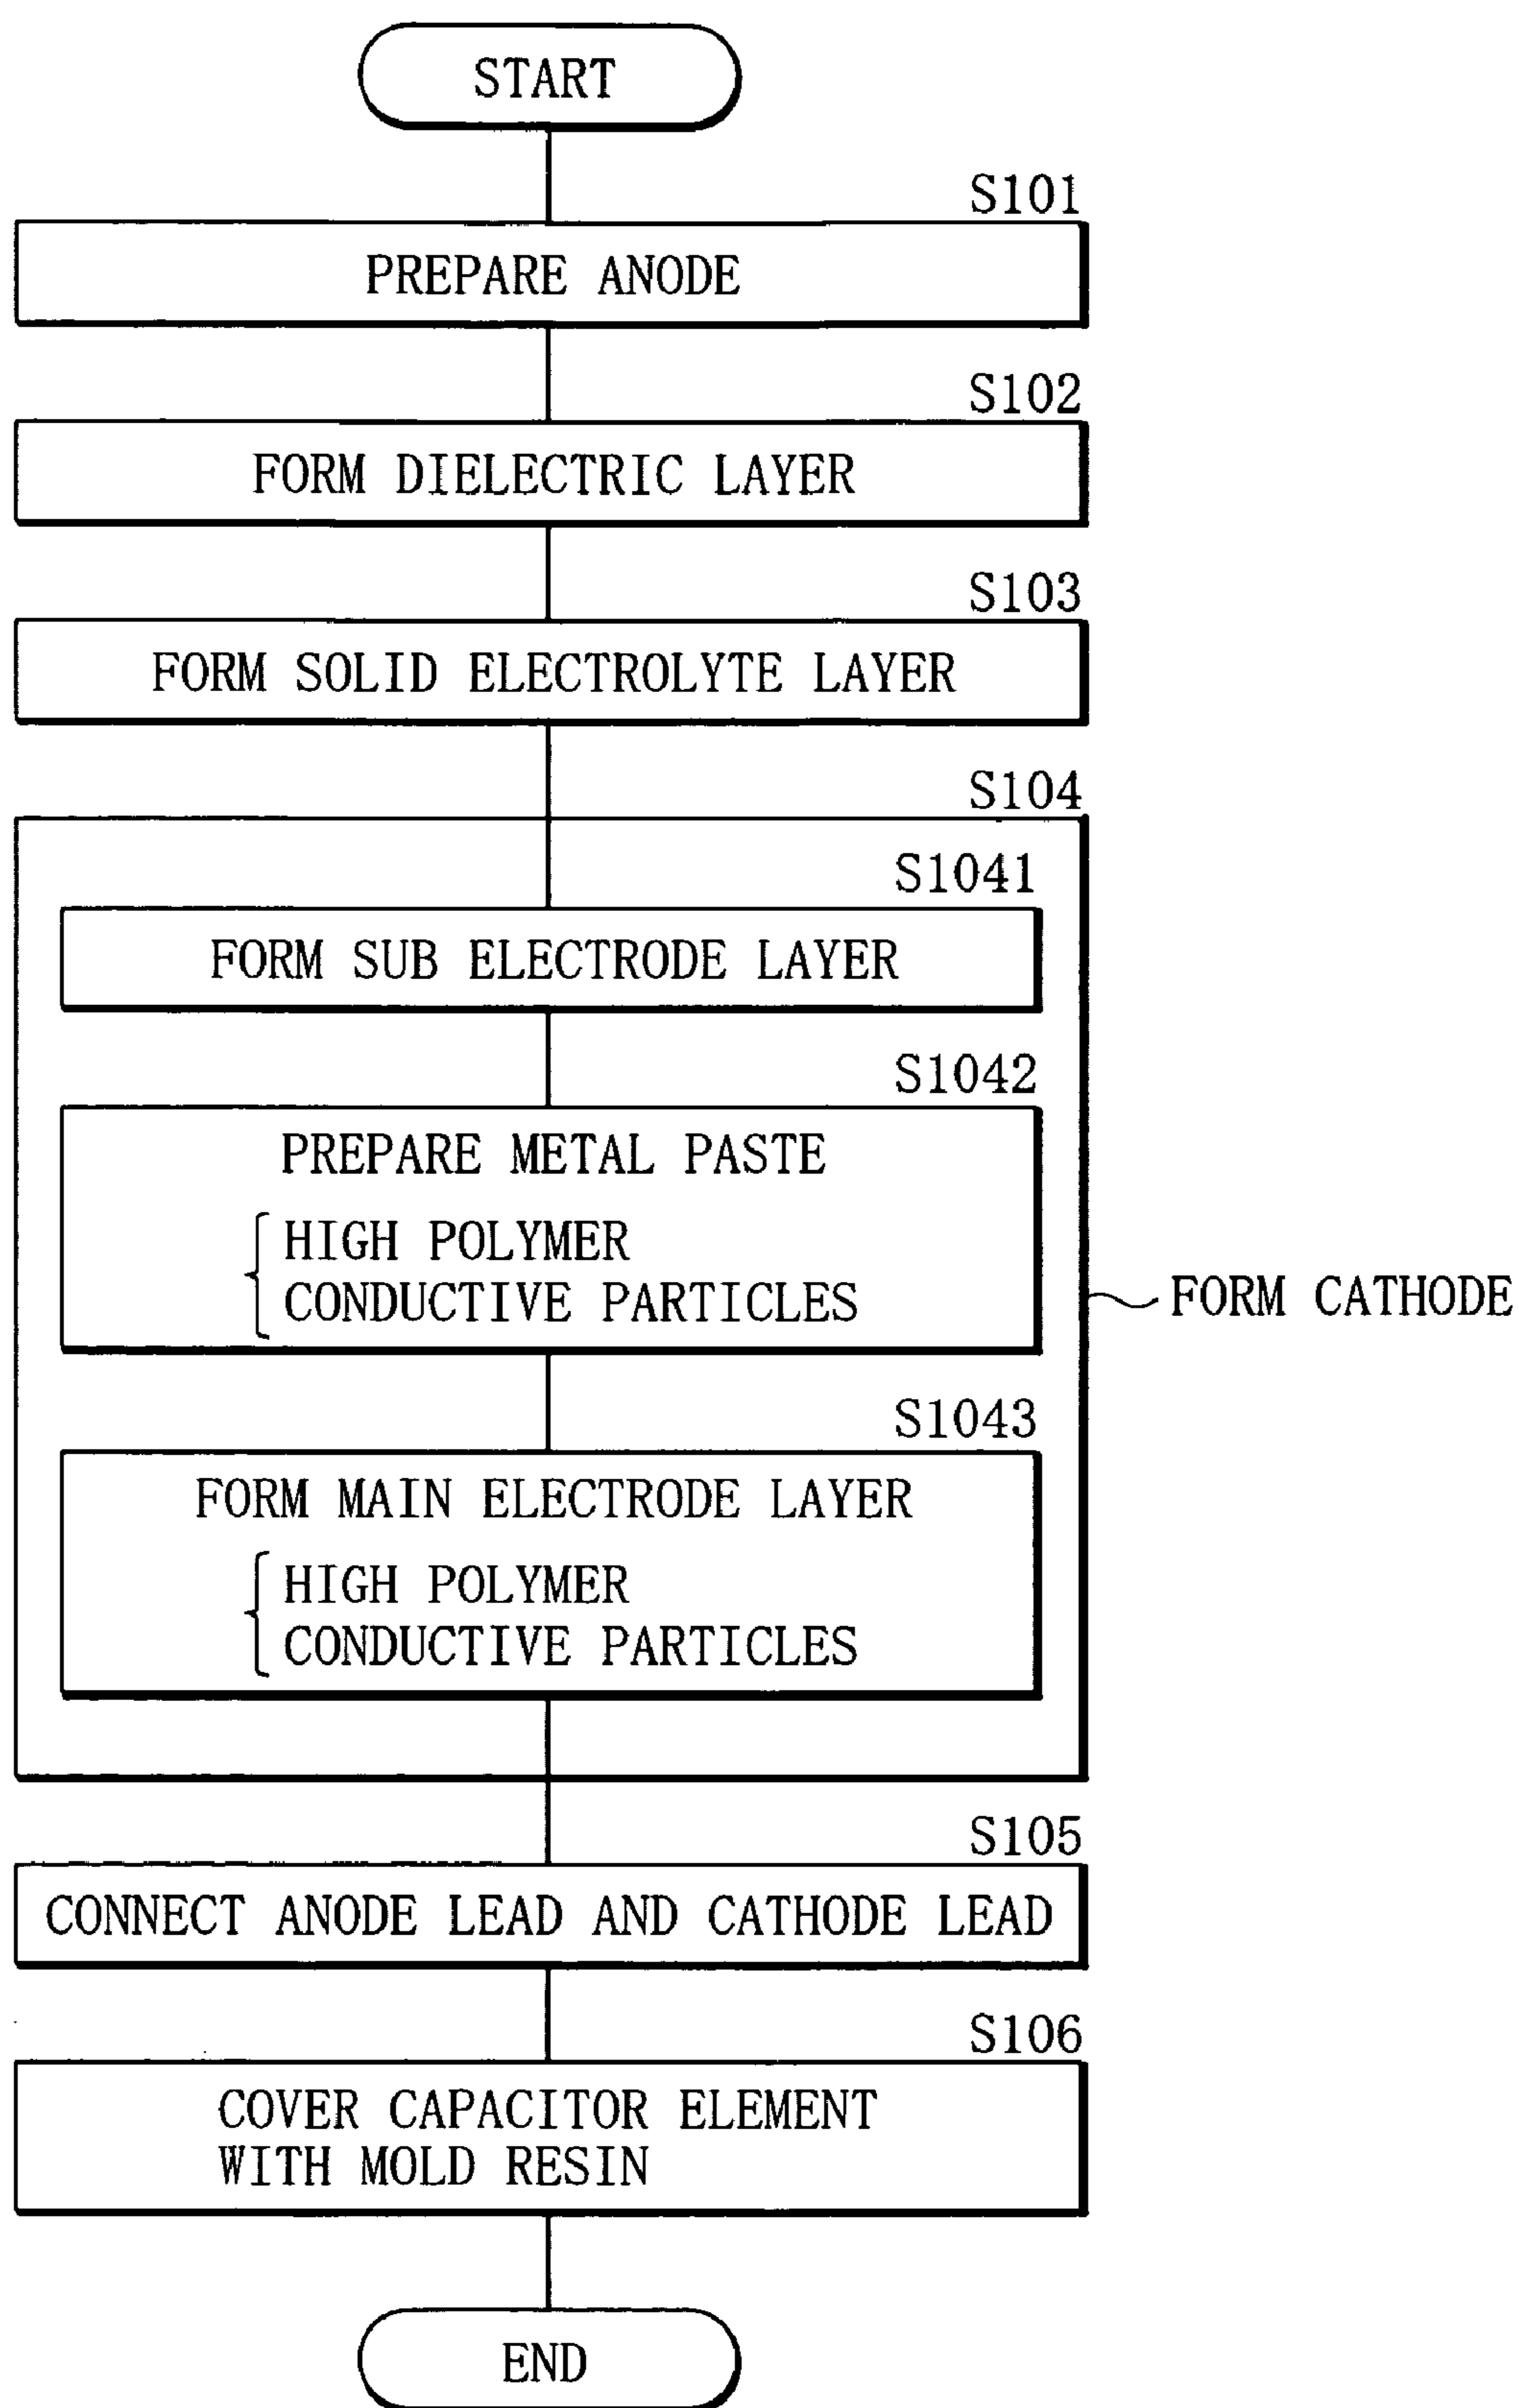 START
S101
PREPARE ANODE
S102
FORM DIELECTRIC LAYER
S103
FORM SOLID ELECTROLYTE LAYER
S104
S1041
FORM SUB ELECTRODE LAYER
S1042
PREPARE METAL PASTE
HIGH POLYMER
CONDUCTIVE PARTICLES
FORM CATHODE
S1043
FORM MAIN ELECTRODE LAYER
HIGH POLYMER
CONDUCTIVE PARTICLES
S105
CONNECT ANODE LEAD AND CATHODE LEAD
S106
COVER CAPACITOR ELEMENT
WITH MOLD RESIN
END